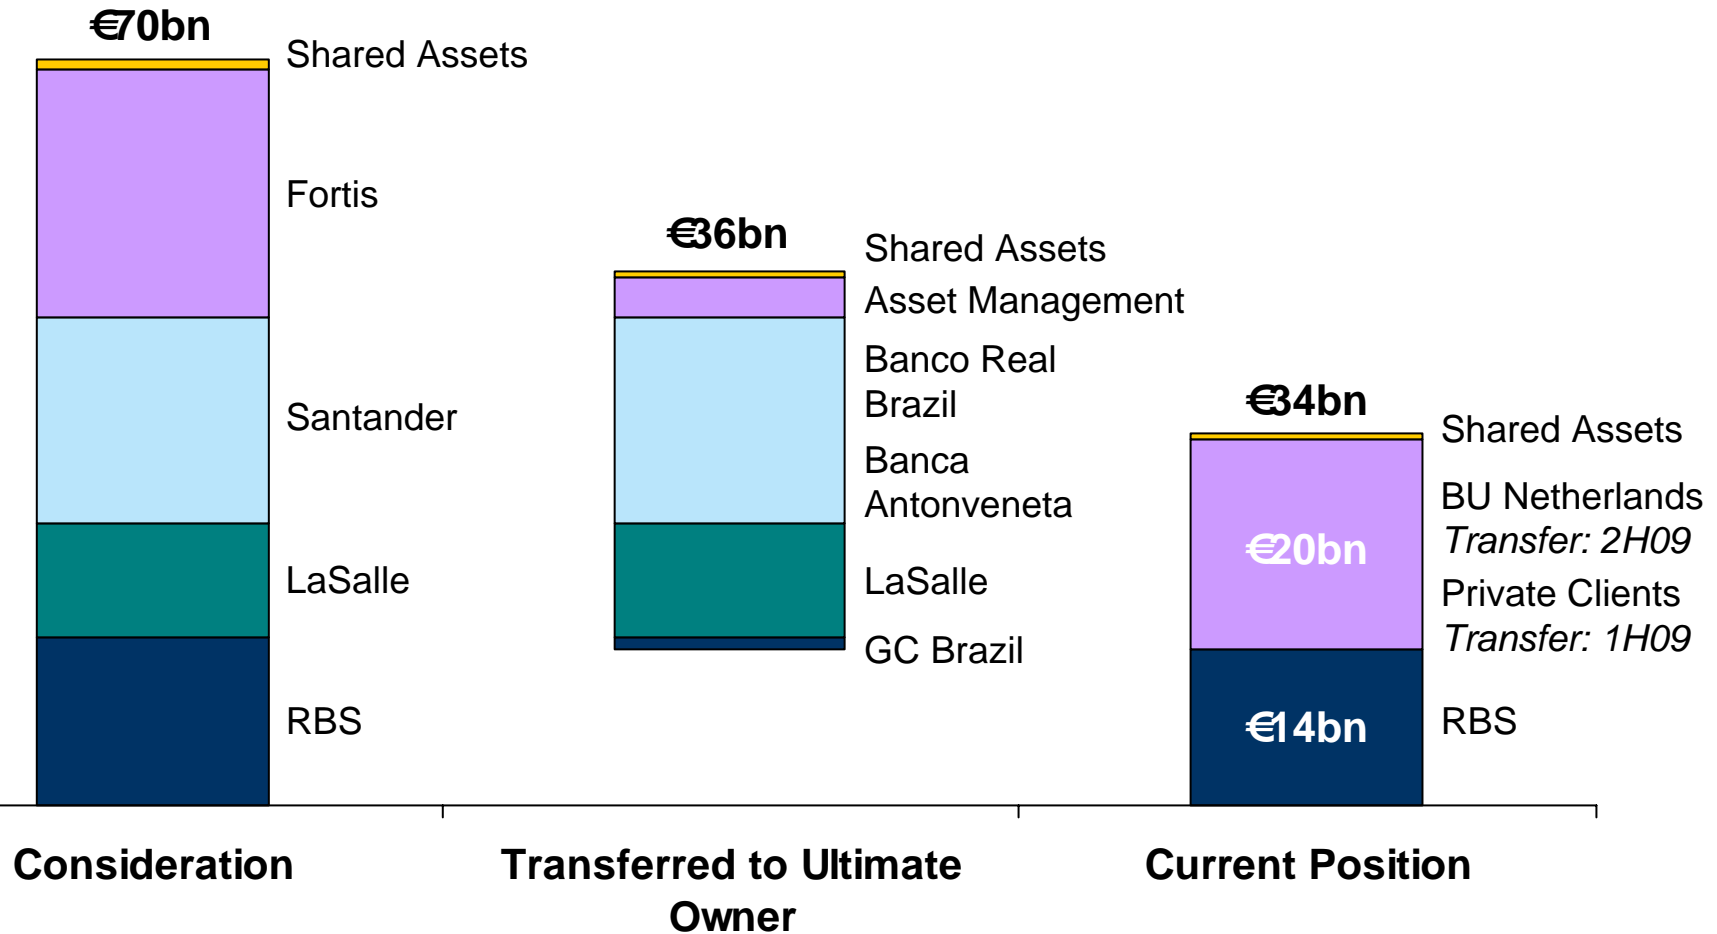 €70bn
Shared Assets
Fortis
Santander
LaSalle
RBS
€36bn
Shared Assets
Asset Management
Banco Real
Brazil
Banca
Antonveneta
LaSalle
GC Brazil
€34bn
Shared Assets
BU Netherlands
Transfer: 2H09
€20bn
Private Clients
Transfer: 1H09
€14bn
RBS
Consideration
Transferred to Ultimate
Owner
Current Position